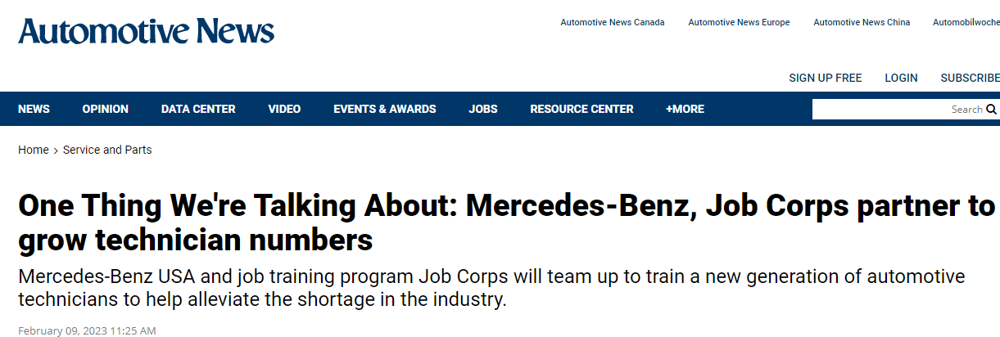 Automotive News
Automotive News Canada Automotive News Europe Automotive News China Automobilwoche
SIGN UP FREE LOGIN SUBSCRIBE
NEWS OPINION DATA CENTER VIDEO EVENTS & AWARDS JOBS RESOURCE CENTER +MORE
Search
Home > Service and Parts
One Thing We're Talking About: Mercedes-Benz, Job Corps partner to
grow technician numbers
Mercedes-Benz USA and job training program Job Corps will team up to train a new generation of automotive
technicians to help alleviate the shortage in the industry.
February 09, 2023 11:25 AM